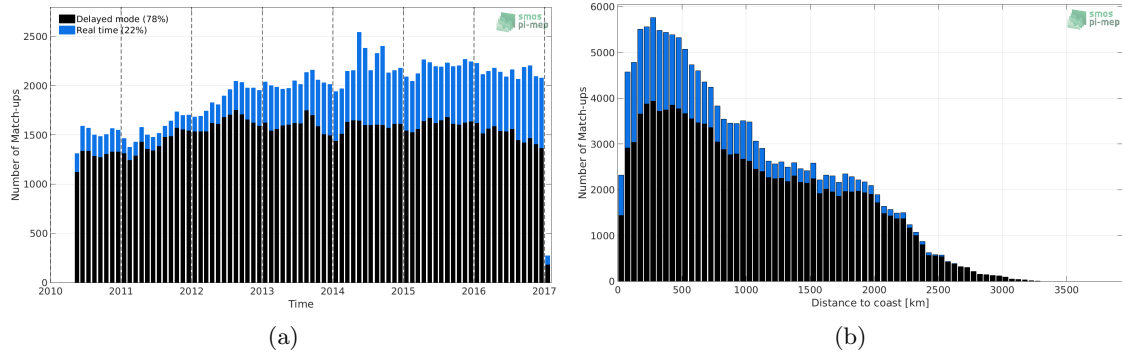 Delayed mode (78%)
Real time (22%)
smos
pi-mep
Number of Match-ups
2500
2000
1500
1000
500
0
2010 2011 2012 2013 2014 2015 2016 2017
Time
(a)
smos
pi-mep
Number of Match-ups
6000
5000
4000
3000
2000
1000
0
0 500 1000 1500 2000 2500 3000 3500
Distance to coast [km]
(b)